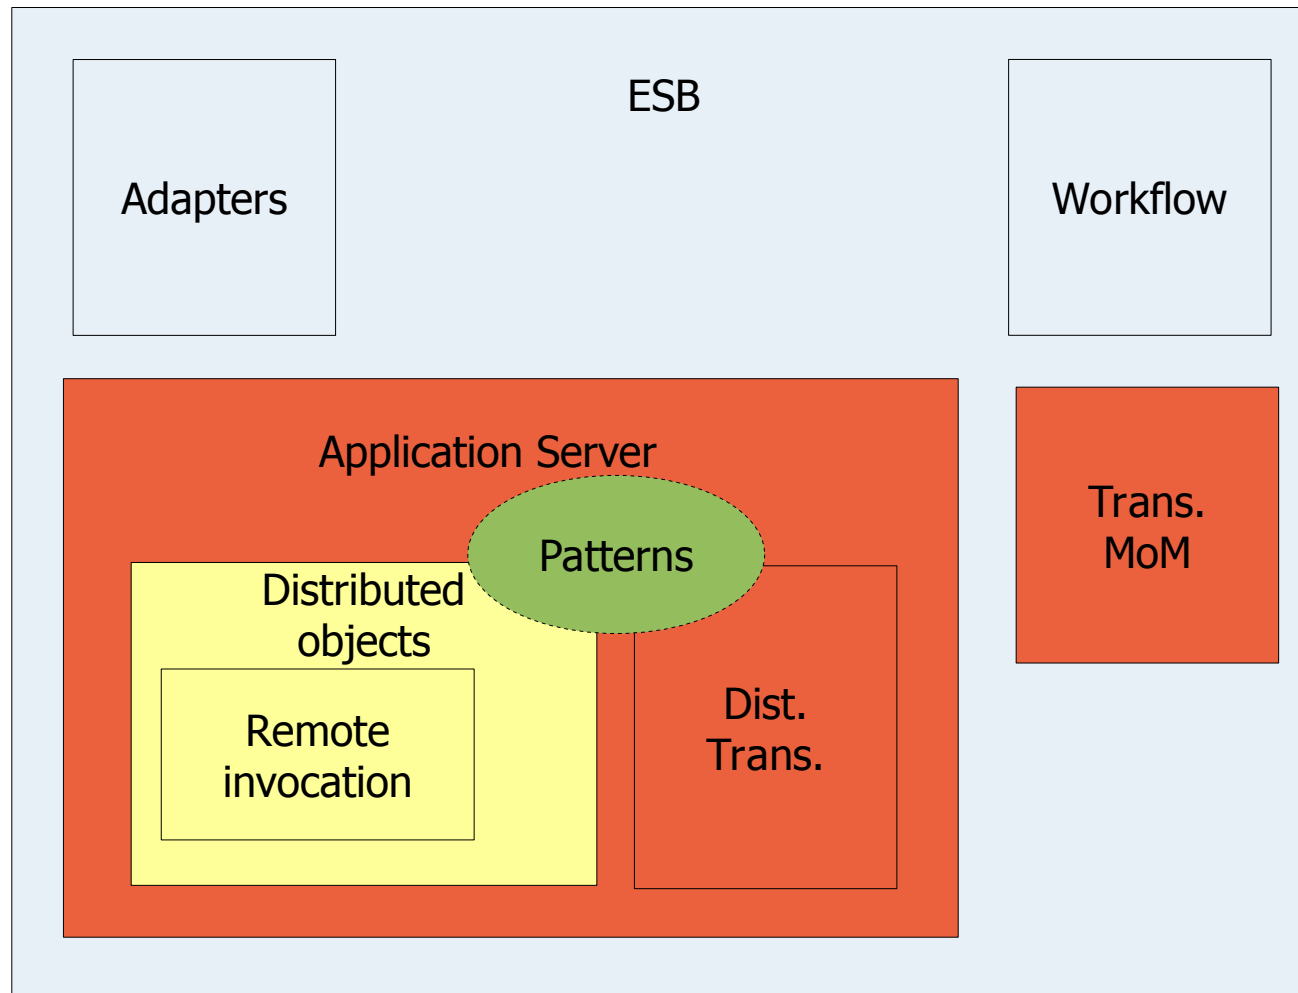 ESB
Adapters
Workflow
Application Server
Trans.
MoM
Patterns
Distributed
objects
Remote
invocation
Dist.
Trans.